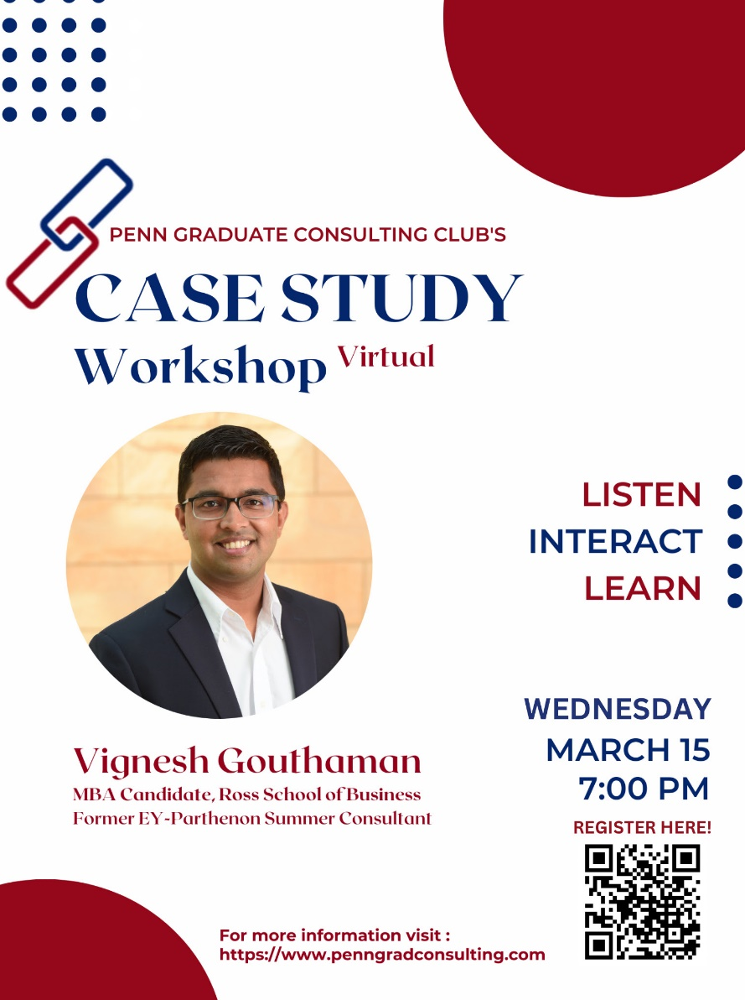 PENN GRADUATE CONSULTING CLUB'S
CASE STUDY
Workshop Virtual
LISTEN
INTERACT
LEARN
Vignesh Gouthaman
MBA Candidate, Ross School of Business
Former EY-Parthenon Summer Consultant
WEDNESDAY
MARCH 15
7:00 PM
REGISTER HERE!
For more information visit :
https://www.penngradconsulting.com